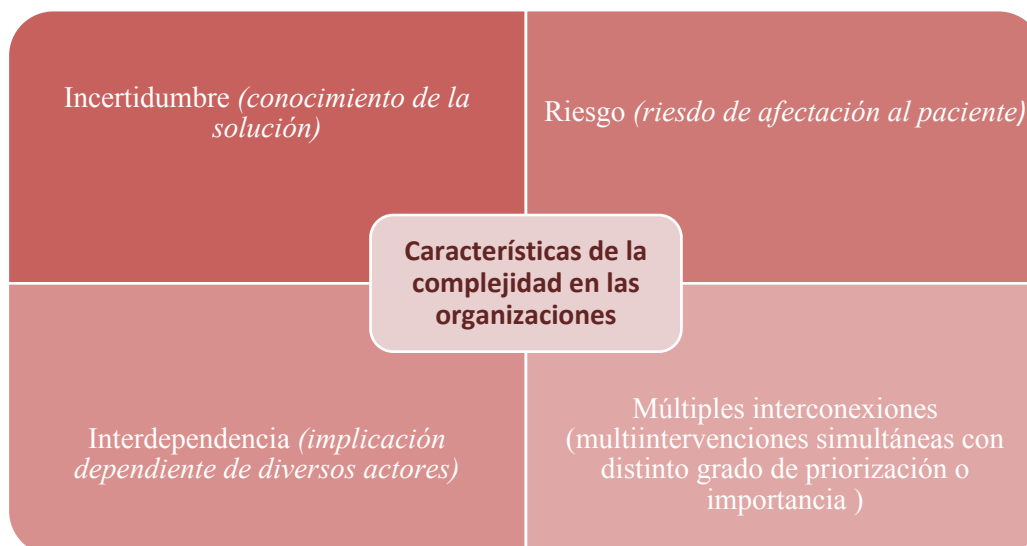 Incertidumbre (conocimiento de la
solución)
Riesgo (riesdo de afectación al paciente)
Características de la
complejidad en las
organizaciones
Interdependencia (implicación
dependiente de diversos actores)
Múltiples interconexiones
(multiintervenciones simultáneas con
distinto grado de priorización o
importancia )